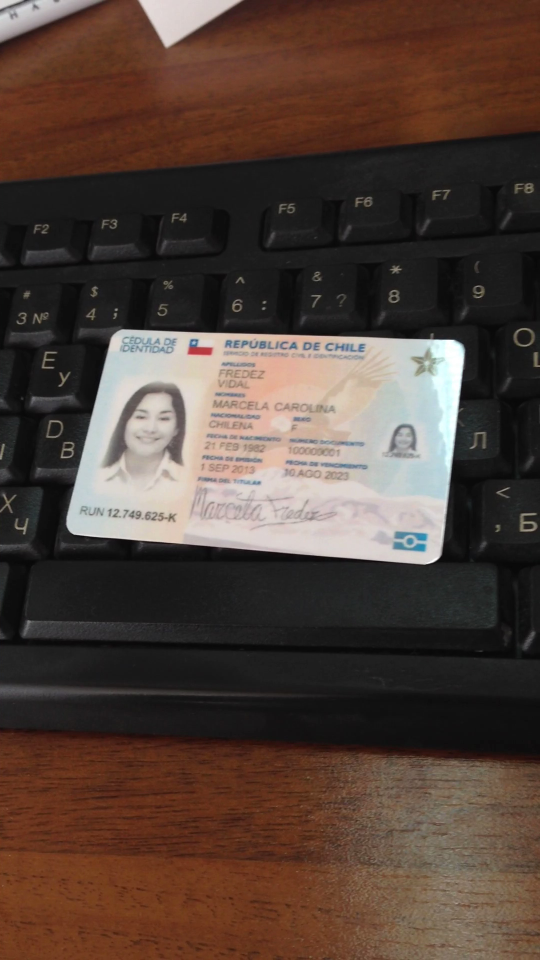 H A S
F2 F3 F4 F5 F6 F7 F8
# 3 №
$ 4 ;
% 5
^ 6 :
& 7 ?
* 8
( 9
E у
O
D В
Л
X Ч
< , Б
CÉDULA DE
IDENTIDAD
REPÚBLICA DE CHILE
SERVICIO DE REGISTRO CIVIL E IDENTIFICACIÓN
APELLIDOS
FREDEZ
VIDAL
NOMBRES
MARCELA CAROLINA
NACIONALIDAD SEXO
CHILENA F
FECHA DE NACIMIENTO NÚMERO DOCUMENTO
21 FEB 1982 100000001
FECHA DE EMISIÓN FECHA DE VENCIMIENTO
1 SEP 2013 30 AGO 2023
FIRMA DEL TITULAR
Marcela Fredez
RUN 12.749.625-K